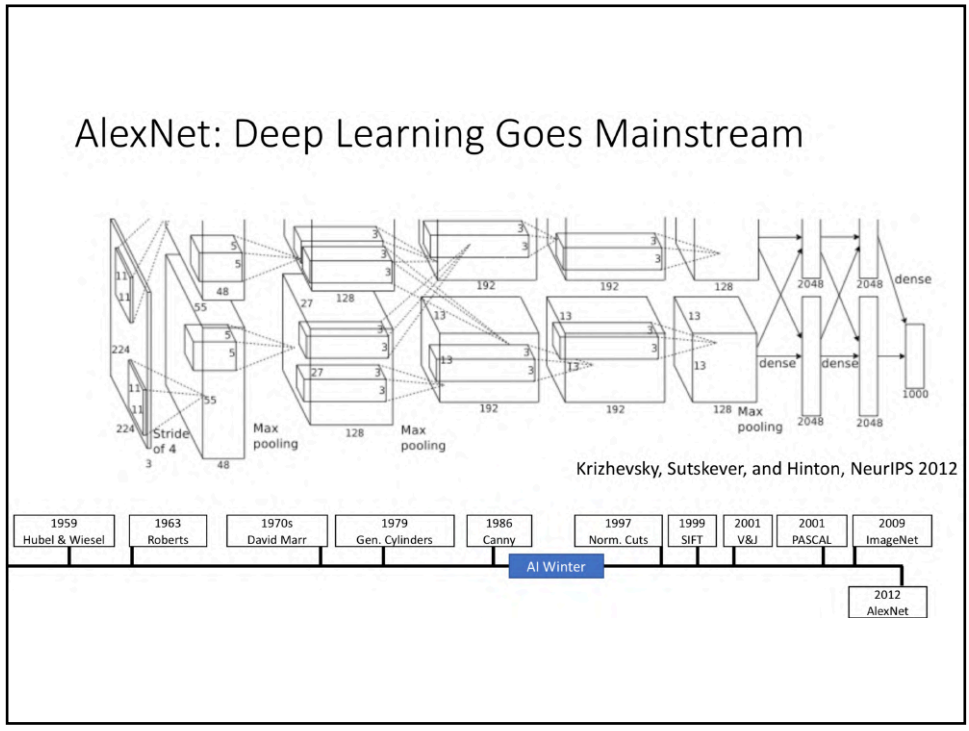 AlexNet: Deep Learning Goes Mainstream
11
11
224
11
11
224
3
Stride
of 4
5
5
48
55
5
5
55
48
Max
pooling
3
3
3
128
27
3
3
27
3
3
128
Max
pooling
3
3
192
13
3
3
13
192
3
3
192
13
3
3
13
192
128
13
13
128
Max
pooling
2048
2048
dense
dense
dense
2048
2048
1000
Krizhevsky, Sutskever, and Hinton, NeurIPS 2012
1959
Hubel & Wiesel
1963
Roberts
1970s
David Marr
1979
Gen. Cylinders
1986
Canny
AI Winter
1997
Norm. Cuts
1999
SIFT
2001
V&J
2001
PASCAL
2009
ImageNet
2012
AlexNet